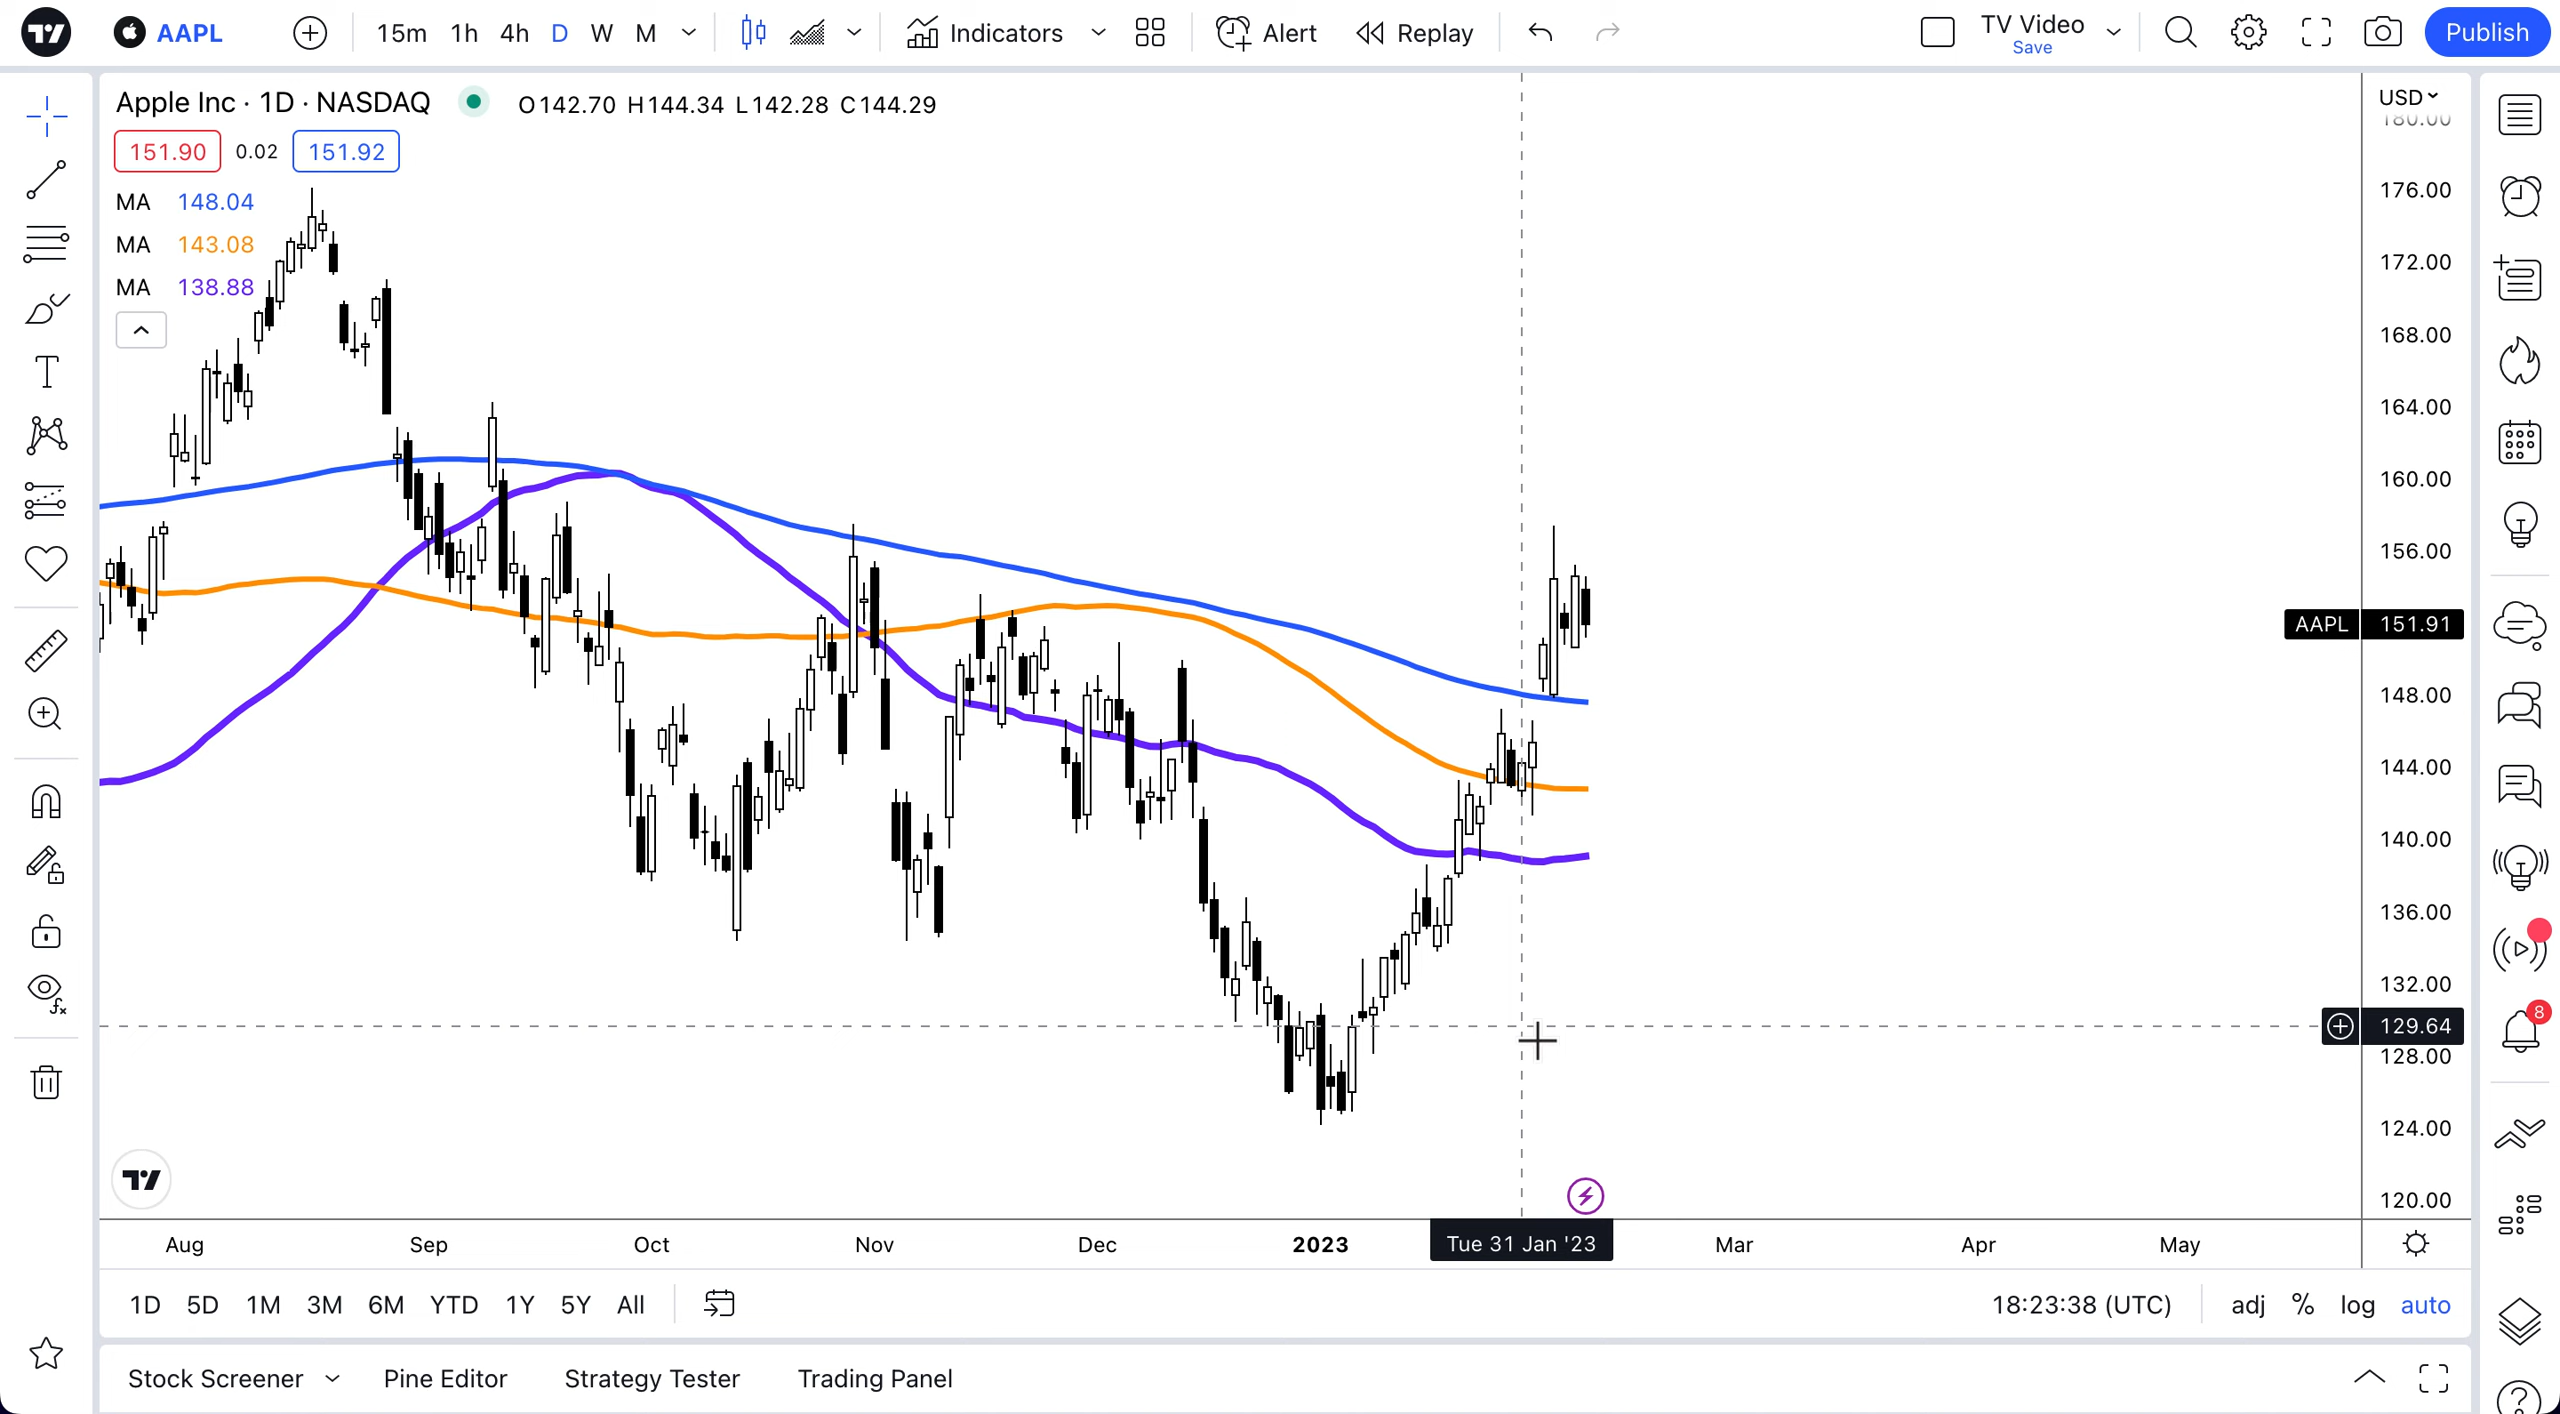 AAPL 15m 1h 4h D W M Indicators Alert Replay TV Video Publish
Save
Apple Inc · 1D · NASDAQ O142.70 H144.34 L142.28 C144.29 USD
180.00
151.90 0.02 151.92
MA 148.04
MA 143.08
MA 138.88
176.00
172.00
168.00
164.00
160.00
156.00
AAPL 151.91
148.00
144.00
140.00
136.00
132.00
129.64
128.00
124.00
120.00
8
Aug Sep Oct Nov Dec 2023 Tue 31 Jan '23 Mar Apr May
1D 5D 1M 3M 6M YTD 1Y 5Y All 18:23:38 (UTC) adj % log auto
Stock Screener Pine Editor Strategy Tester Trading Panel